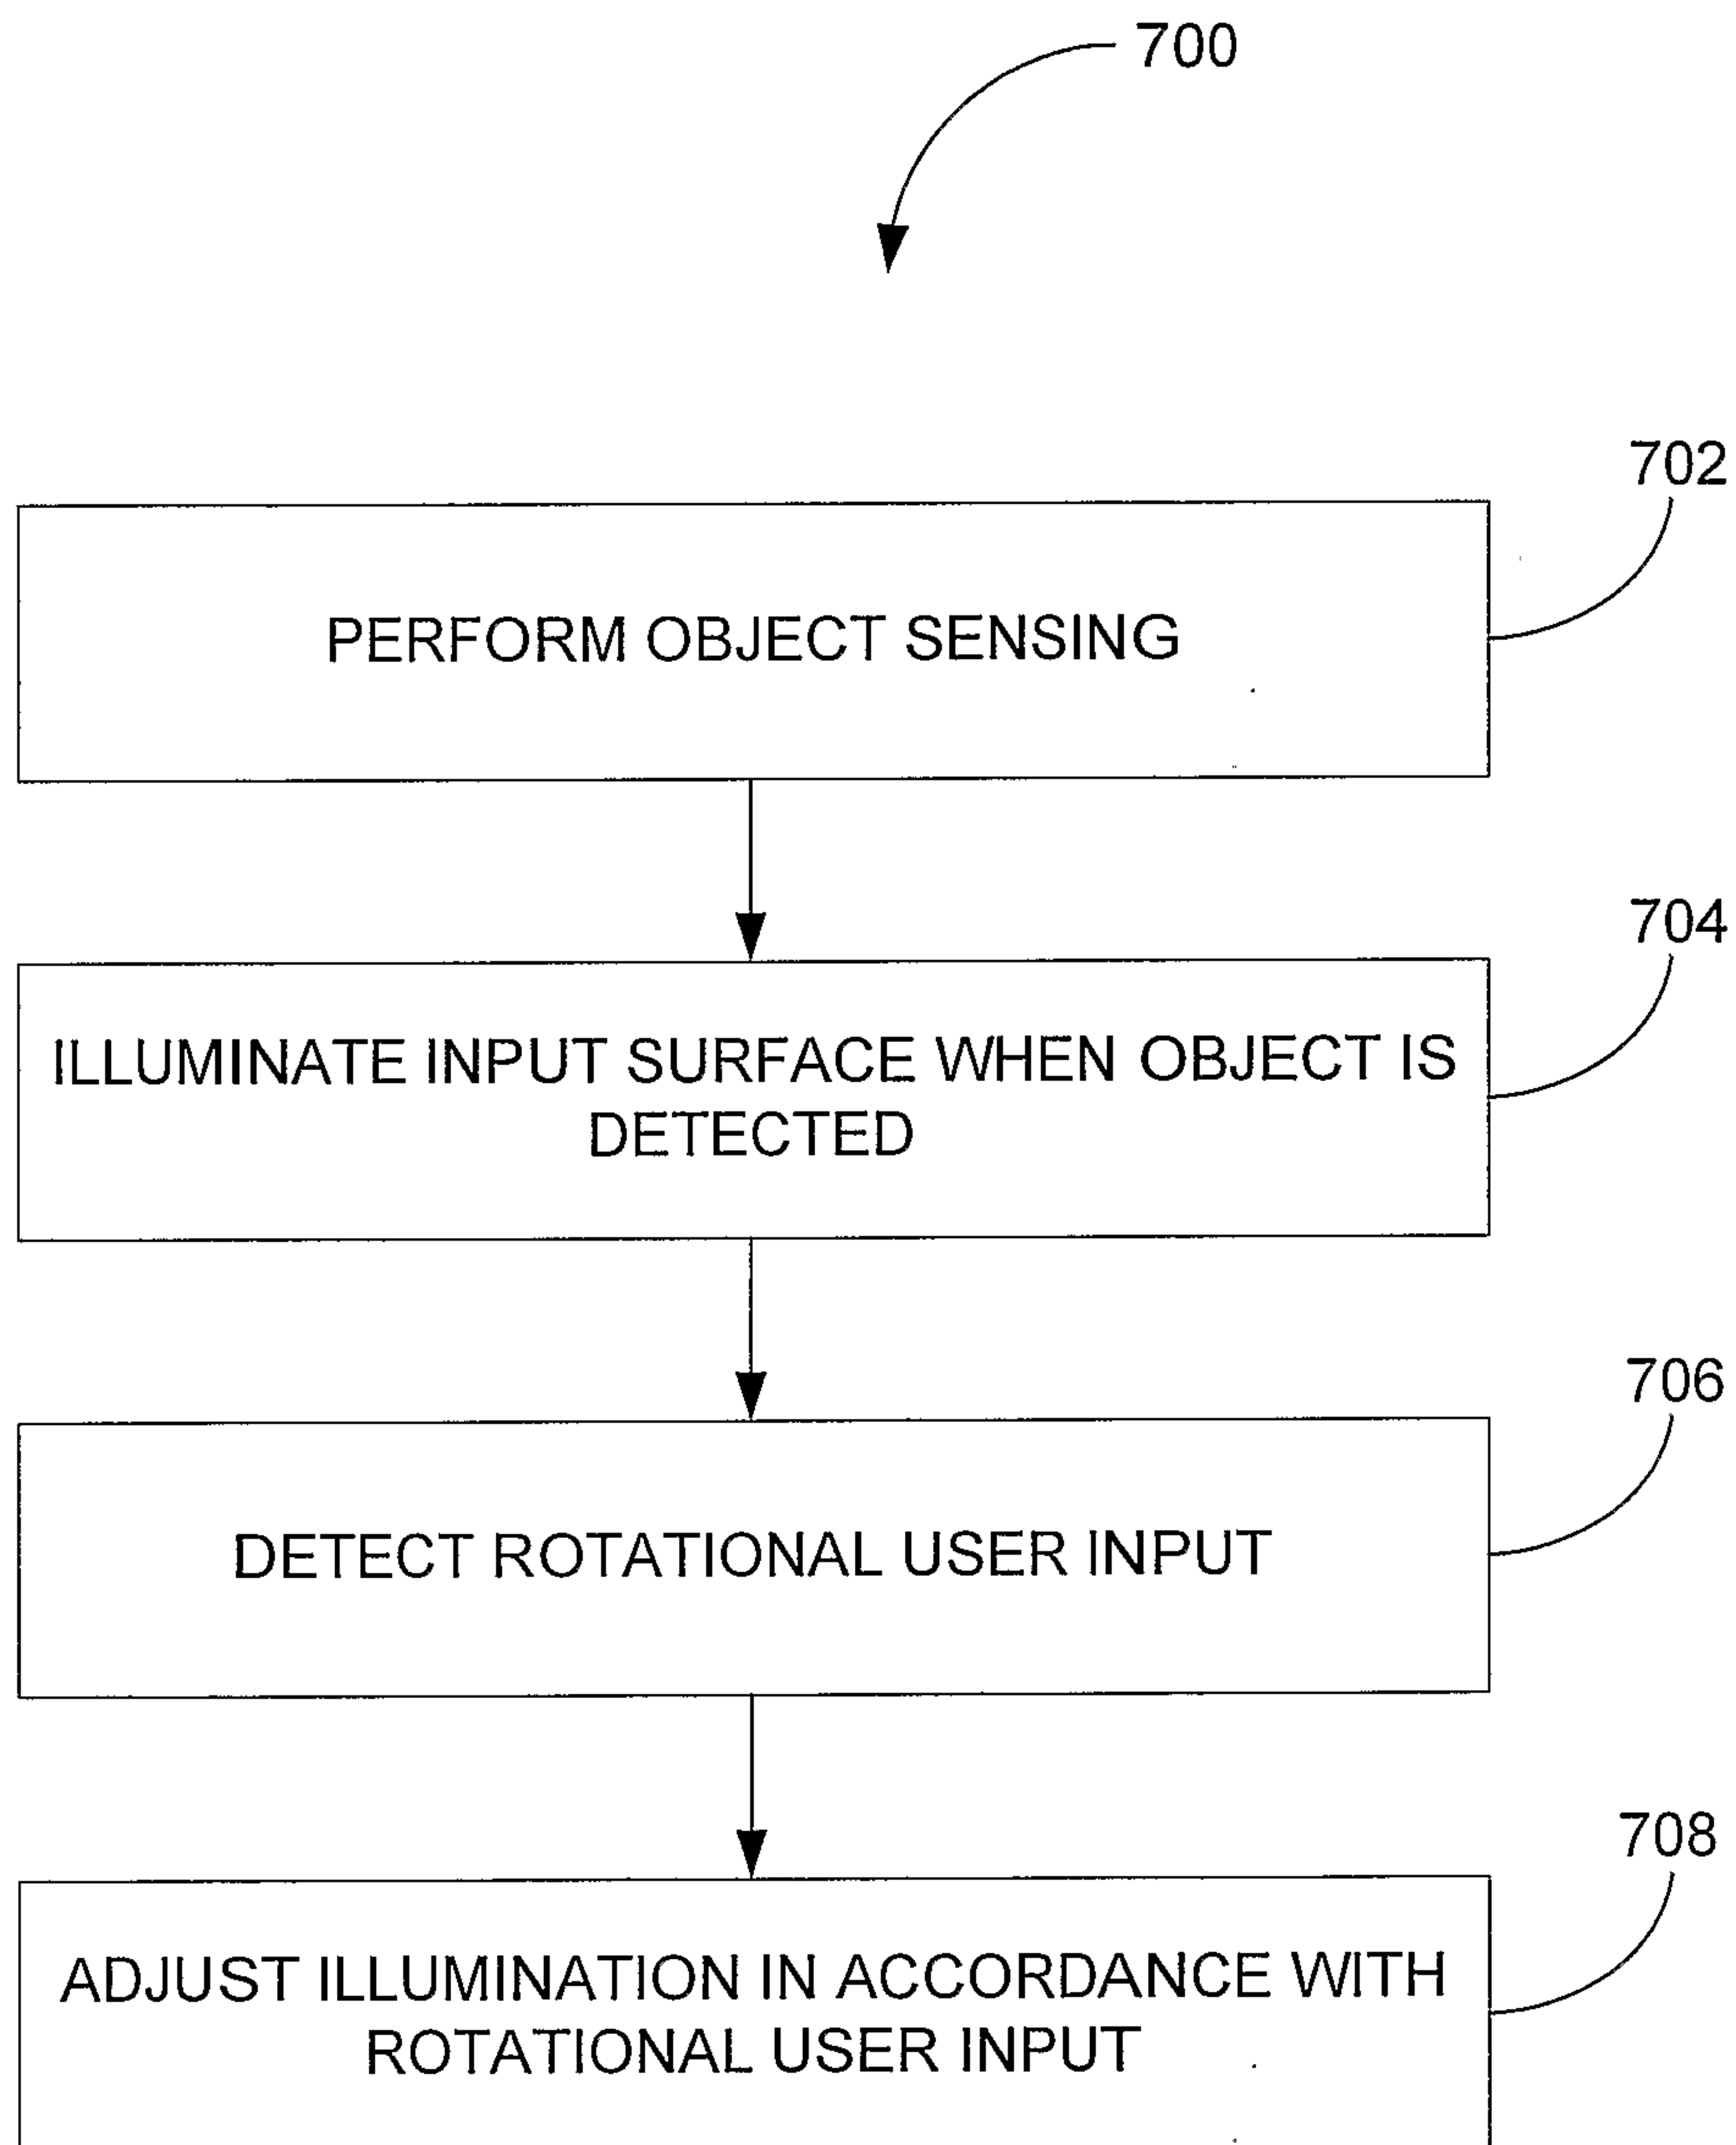 700
702
PERFORM OBJECT SENSING
704
ILLUMINATE INPUT SURFACE WHEN OBJECT IS
DETECTED
706
DETECT ROTATIONAL USER INPUT
708
ADJUST ILLUMINATION IN ACCORDANCE WITH
ROTATIONAL USER INPUT